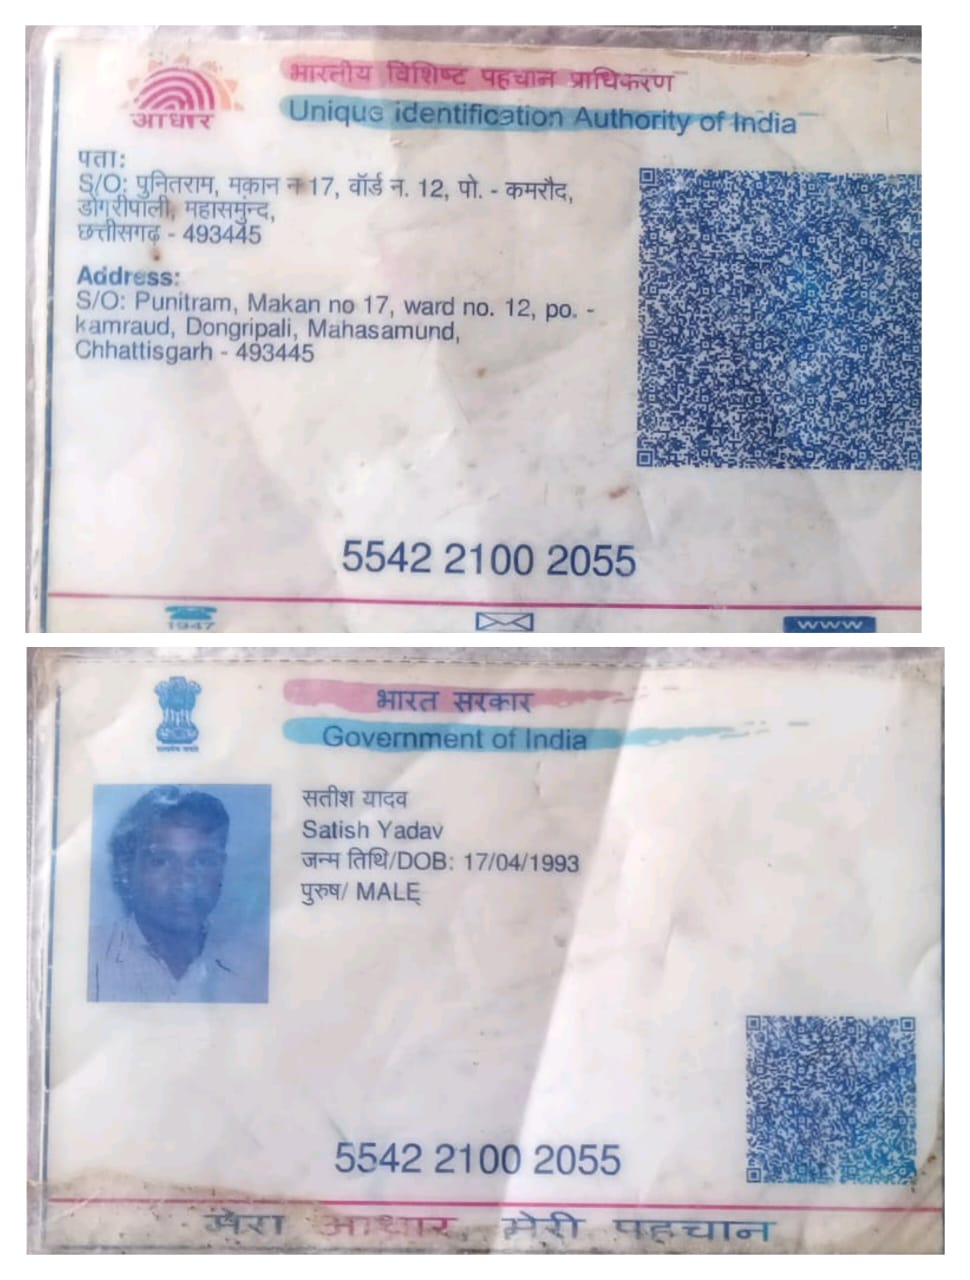 भारतीय विशिष्ट पहचान प्राधिकरण
Unique identification Authority of India
आधार
पता:
S/O: पुनितराम, मकान न 17, वॉर्ड न. 12, पो. - कमरौद,
डोंगरीपाली, महासमुन्द,
छत्तीसगढ़ - 493445
Address:
S/O: Punitram, Makan no 17, ward no. 12, po. -
kamraud, Dongripali, Mahasamund,
Chhattisgarh - 493445
5542 2100 2055
1947
www
भारत सरकार
Government of India
सतीश यादव
Satish Yadav
जन्म तिथि/DOB: 17/04/1993
पुरुष/ MALE
5542 2100 2055
मेरा आधार, मेरी पहचान